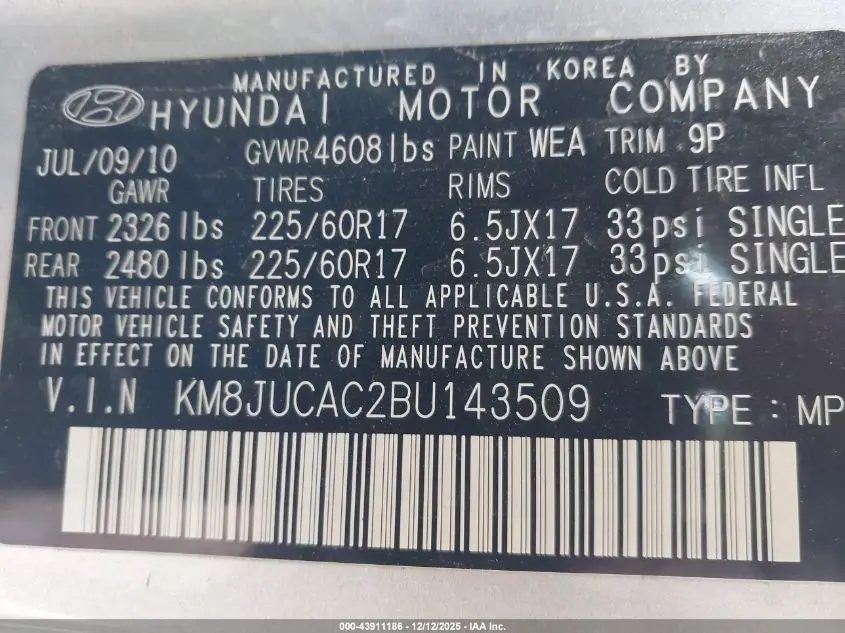 MANUFACTURED IN KOREA BY
HYUNDAI MOTOR COMPANY
JUL/09/10 GVWR 4608 lbs PAINT WEA TRIM 9P
GAWR TIRES RIMS COLD TIRE INFL
FRONT 2326 lbs 225/60R17 6.5JX17 33psi SINGLE
REAR 2480 lbs 225/60R17 6.5JX17 33psi SINGLE
THIS VEHICLE CONFORMS TO ALL APPLICABLE U.S.A. FEDERAL
MOTOR VEHICLE SAFETY AND THEFT PREVENTION STANDARDS
IN EFFECT ON THE DATE OF MANUFACTURE SHOWN ABOVE
V.I.N KM8JUCAC2BU143509 TYPE : MP
000-43911186 - 12/12/2025 - IAA Inc.